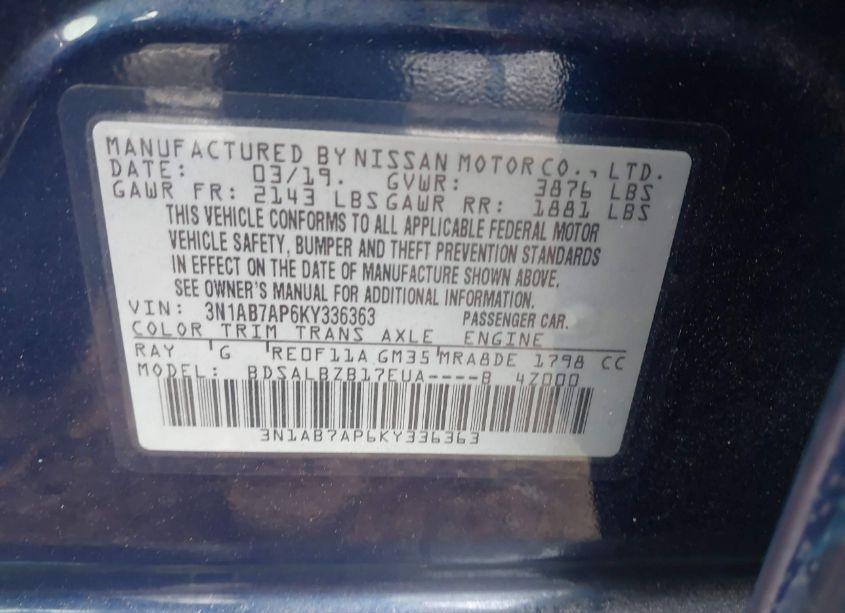 MANUFACTURED BY NISSAN MOTOR CO., LTD.
DATE: 03/19. GVWR: 3876 LBS
GAWR FR: 2143 LBS GAWR RR: 1881 LBS
THIS VEHICLE CONFORMS TO ALL APPLICABLE FEDERAL MOTOR
VEHICLE SAFETY, BUMPER AND THEFT PREVENTION STANDARDS
IN EFFECT ON THE DATE OF MANUFACTURE SHOWN ABOVE.
SEE OWNER'S MANUAL FOR ADDITIONAL INFORMATION.
VIN: 3N1AB7AP6KY336363 PASSENGER CAR.
COLOR TRIM TRANS AXLE ENGINE
RAY 'G 'RE0F11A GM35'MRA8DE 1798 CC
MODEL: BDSALBZB17EUA----B 4Z000
3N1AB7AP6KY336363